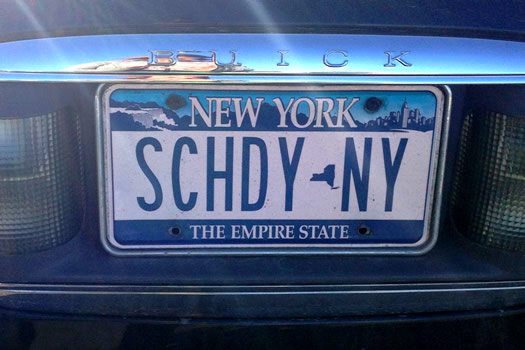 BUICK
NEW YORK
SCHDY NY
THE EMPIRE STATE